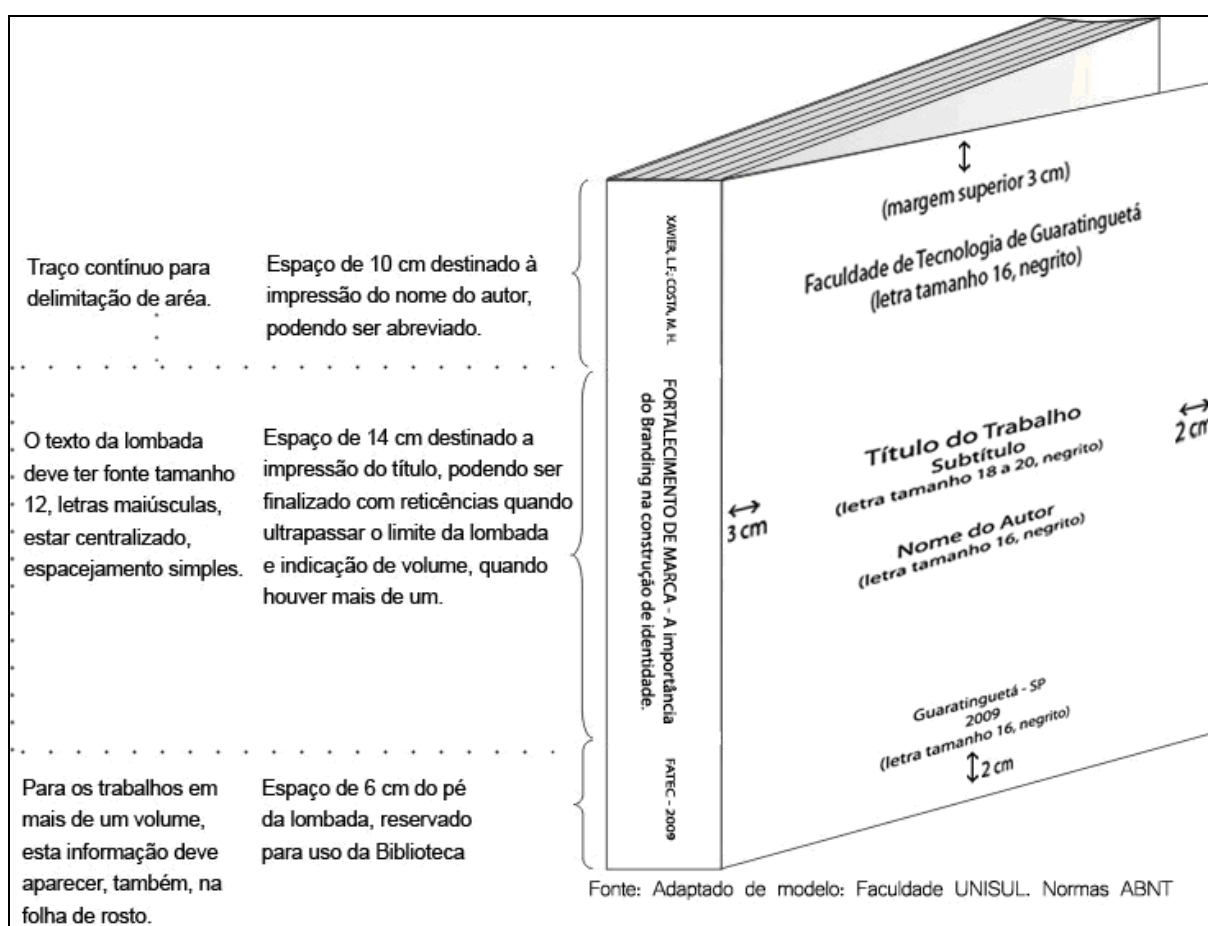 Traço contínuo para
delimitação de aréa.
Espaço de 10 cm destinado à
impressão do nome do autor,
podendo ser abreviado.
O texto da lombada
deve ter fonte tamanho
12, letras maiúsculas,
estar centralizado,
espacejamento simples.
Espaço de 14 cm destinado a
impressão do título, podendo ser
finalizado com reticências quando
ultrapassar o limite da lombada
e indicação de volume, quando
houver mais de um.
Para os trabalhos em
mais de um volume,
esta informação deve
aparecer, também, na
folha de rosto.
Espaço de 6 cm do pé
da lombada, reservado
para uso da Biblioteca
XAVIER, L.F.; COSTA, M. H.
FORTALECIMENTO DE MARCA - A importância
do Branding na construção de identidade.
FATEC - 2009
(margem superior 3 cm)
Faculdade de Tecnologia de Guaratinguetá
(letra tamanho 16, negrito)
Título do Trabalho
Subtítulo
(letra tamanho 18 a 20, negrito)
2 cm
3 cm
Nome do Autor
(letra tamanho 16, negrito)
Guaratinguetá - SP
2009
(letra tamanho 16, negrito)
2 cm
Fonte: Adaptado de modelo: Faculdade UNISUL. Normas ABNT